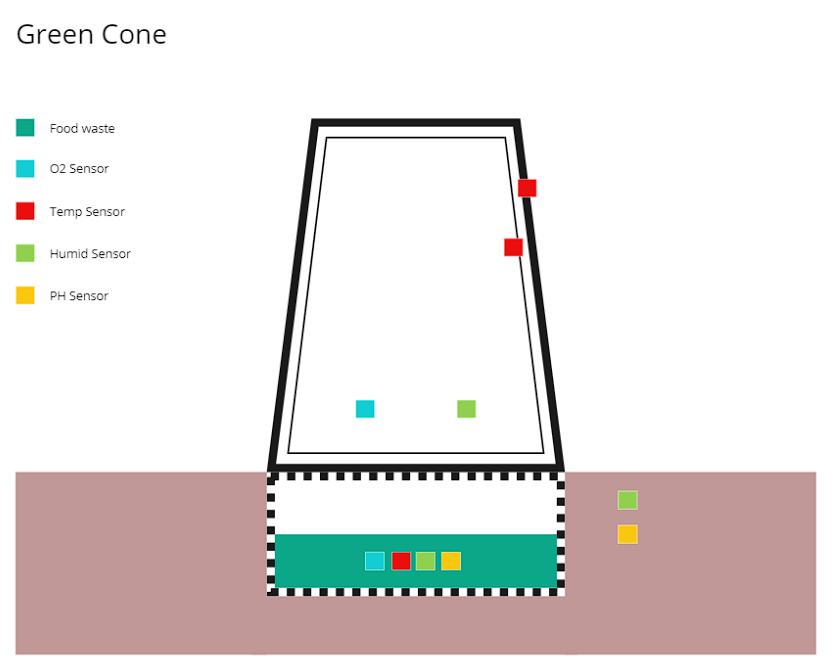 Green Cone
Food waste
O2 Sensor
Temp Sensor
Humid Sensor
PH Sensor